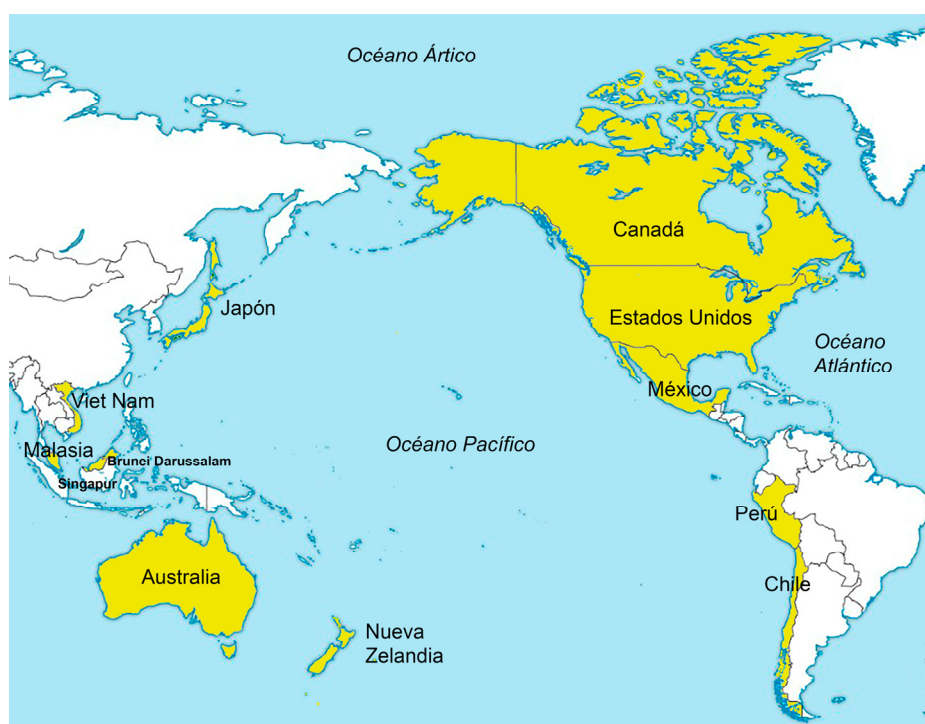 Océano Ártico
Canadá
Japón
Estados Unidos
Océano
Atlántico
México
Viet Nam
Océano Pacífico
Malasia
Brunei Darussalam
Singapur
Perú
Australia
Chile
Nueva
Zelandia